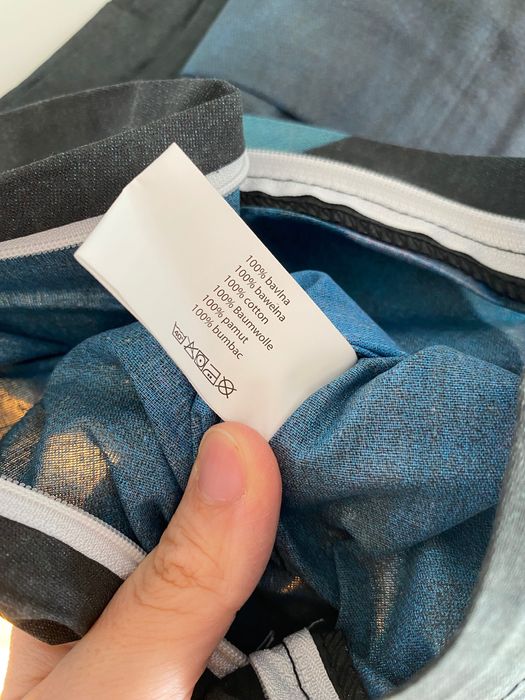 100% bavlna
100% bawełna
100% cotton
100% Baumwolle
100% pamut
100% bumbac